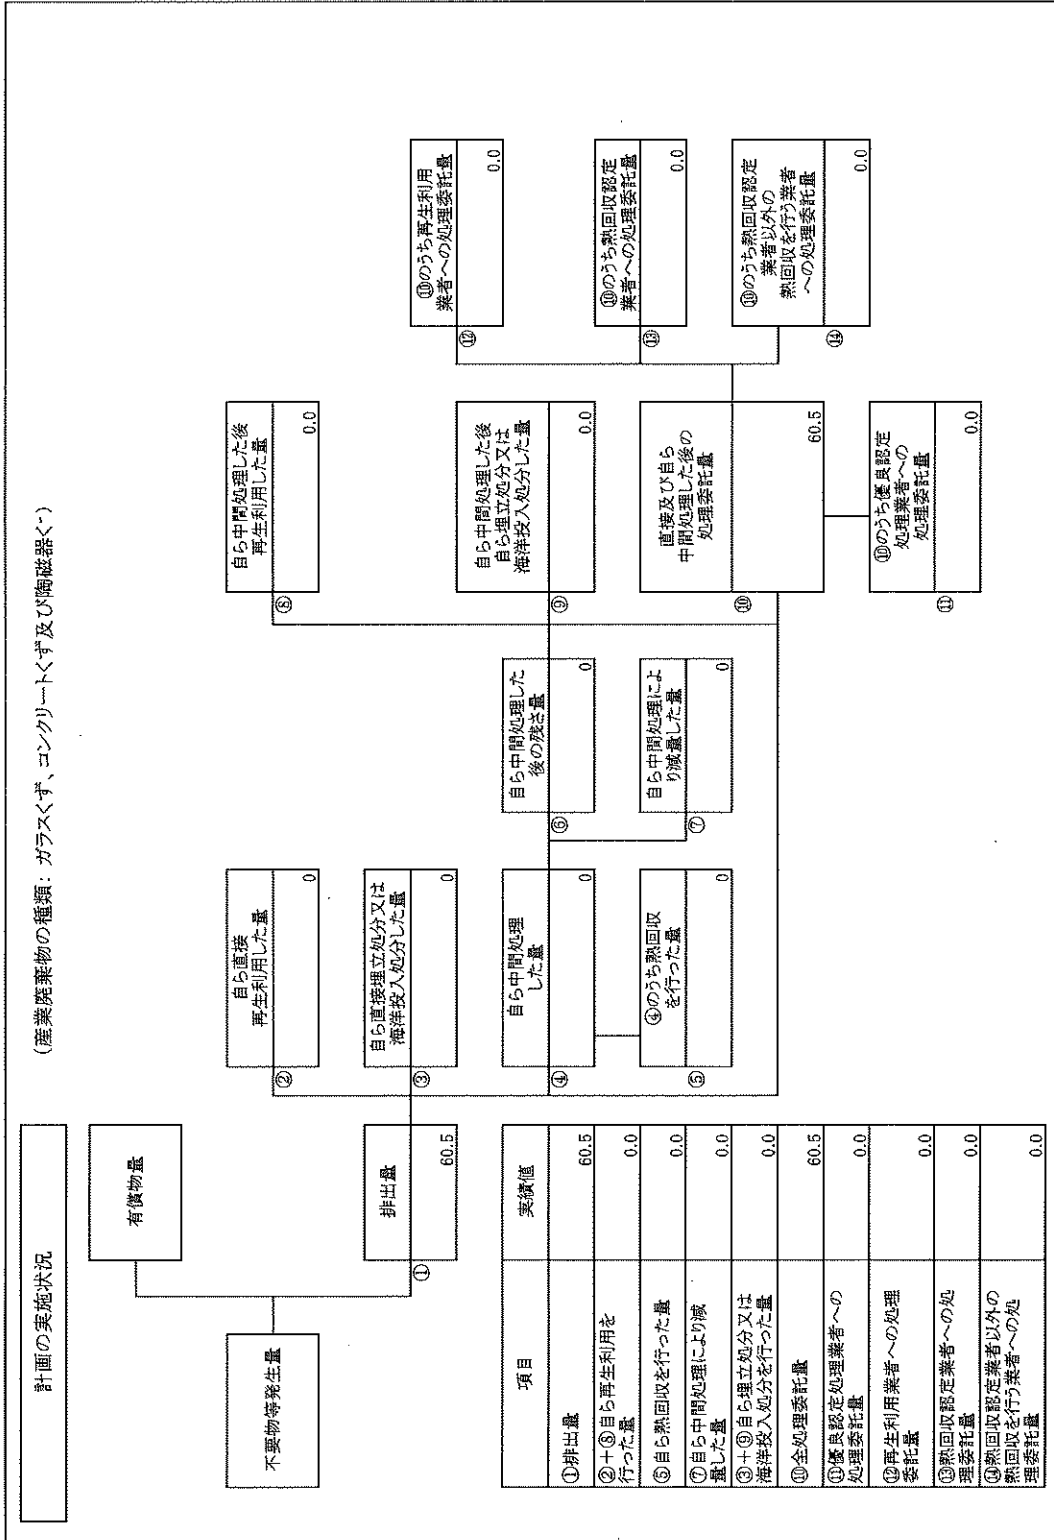 計画の実施状況
(産業廃棄物の種類: ガラスくず、コンクリートくず及び陶磁器くず)
有償物量
不要物等発生量
①
排出量
60.5
②
自ら直接
再生利用した量
0
③
自ら直接埋立処分又は
海洋投入処分した量
0
④
自ら中間処理
した量
0
⑤
④のうち熱回収
を行った量
0
⑥
自ら中間処理した
後の残さ量
0
⑦
自ら中間処理によ
り減量した量
0
⑧
自ら中間処理した後
再生利用した量
0.0
⑨
自ら中間処理した後
自ら埋立処分又は
海洋投入処分した量
0.0
⑩
直接及び自ら
中間処理した後の
処理委託量
60.5
⑪
⑩のうち優良認定
処理業者への
処理委託量
0.0
⑫
⑩のうち再生利用
業者への処理委託量
0.0
⑬
⑩のうち熱回収認定
業者への処理委託量
0.0
⑭
⑩のうち熱回収認定
業者以外の
熱回収を行う業者
への処理委託量
0.0
項目 実績値
①排出量 60.5
②+⑧自ら再生利用を
行った量 0.0
⑤自ら熱回収を行った量 0.0
⑦自ら中間処理により減
量した量 0.0
③+⑨自ら埋立処分又は
海洋投入処分を行った量 0.0
⑩全処理委託量 60.5
⑪優良認定処理業者への
処理委託量 0.0
⑫再生利用業者への処理
委託量 0.0
⑬熱回収認定業者への処
理委託量 0.0
⑭熱回収認定業者以外の
熱回収を行う業者への処
理委託量 0.0